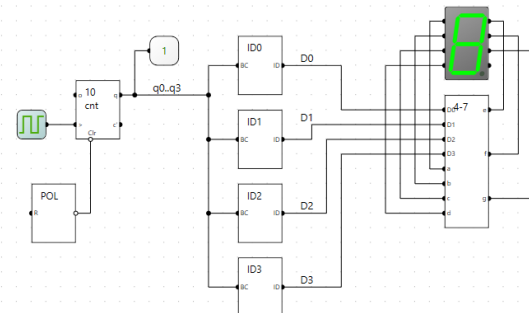 1
10
cnt
q
c'
Clr
q0..q3
POL
R
ID0
BC
ID
D0
ID1
BC
ID
D1
ID2
BC
ID
D2
ID3
BC
ID
D3
8
4-7
D0
D1
D2
D3
a
b
c
d
e
f
g